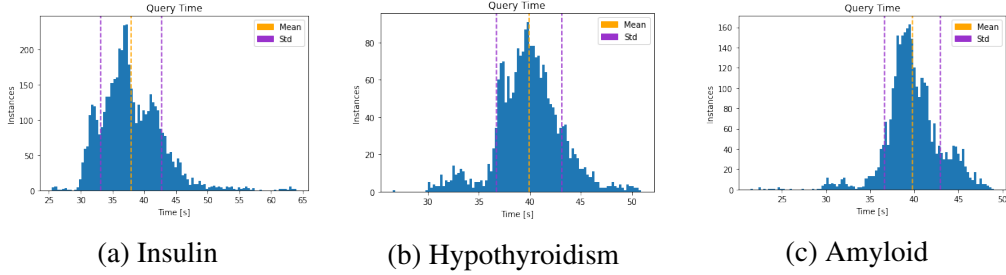 Query Time
Mean
Std
Instances
200
150
100
50
0
25 30 35 40 45 50 55 60 65
Time [s]
(a) Insulin
Query Time
Mean
Std
Instances
80
60
40
20
0
30 35 40 45 50
Time [s]
(b) Hypothyroidism
Query Time
Mean
Std
Instances
160
140
120
100
80
60
40
20
0
25 30 35 40 45 50
Time [s]
(c) Amyloid